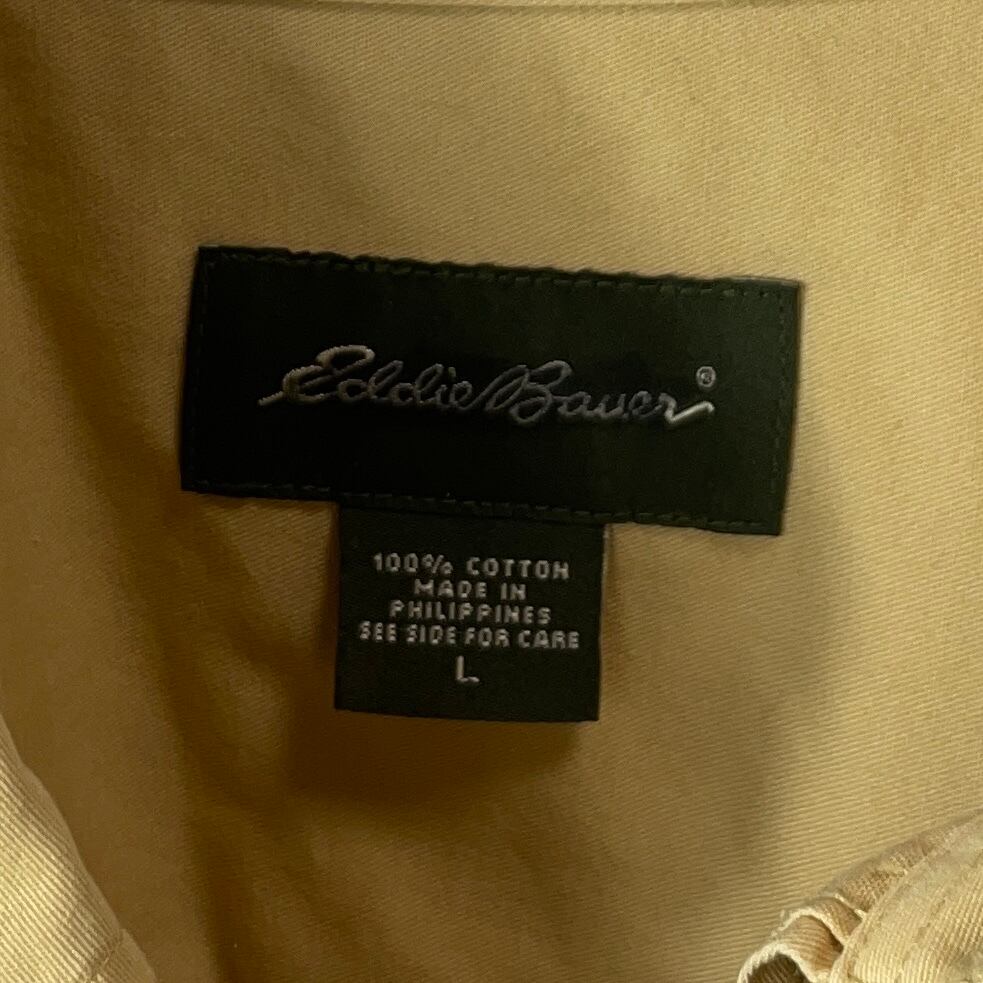 Eddie Bauer®
100% COTTON
MADE IN
PHILIPPINES
SEE SIDE FOR CARE
L